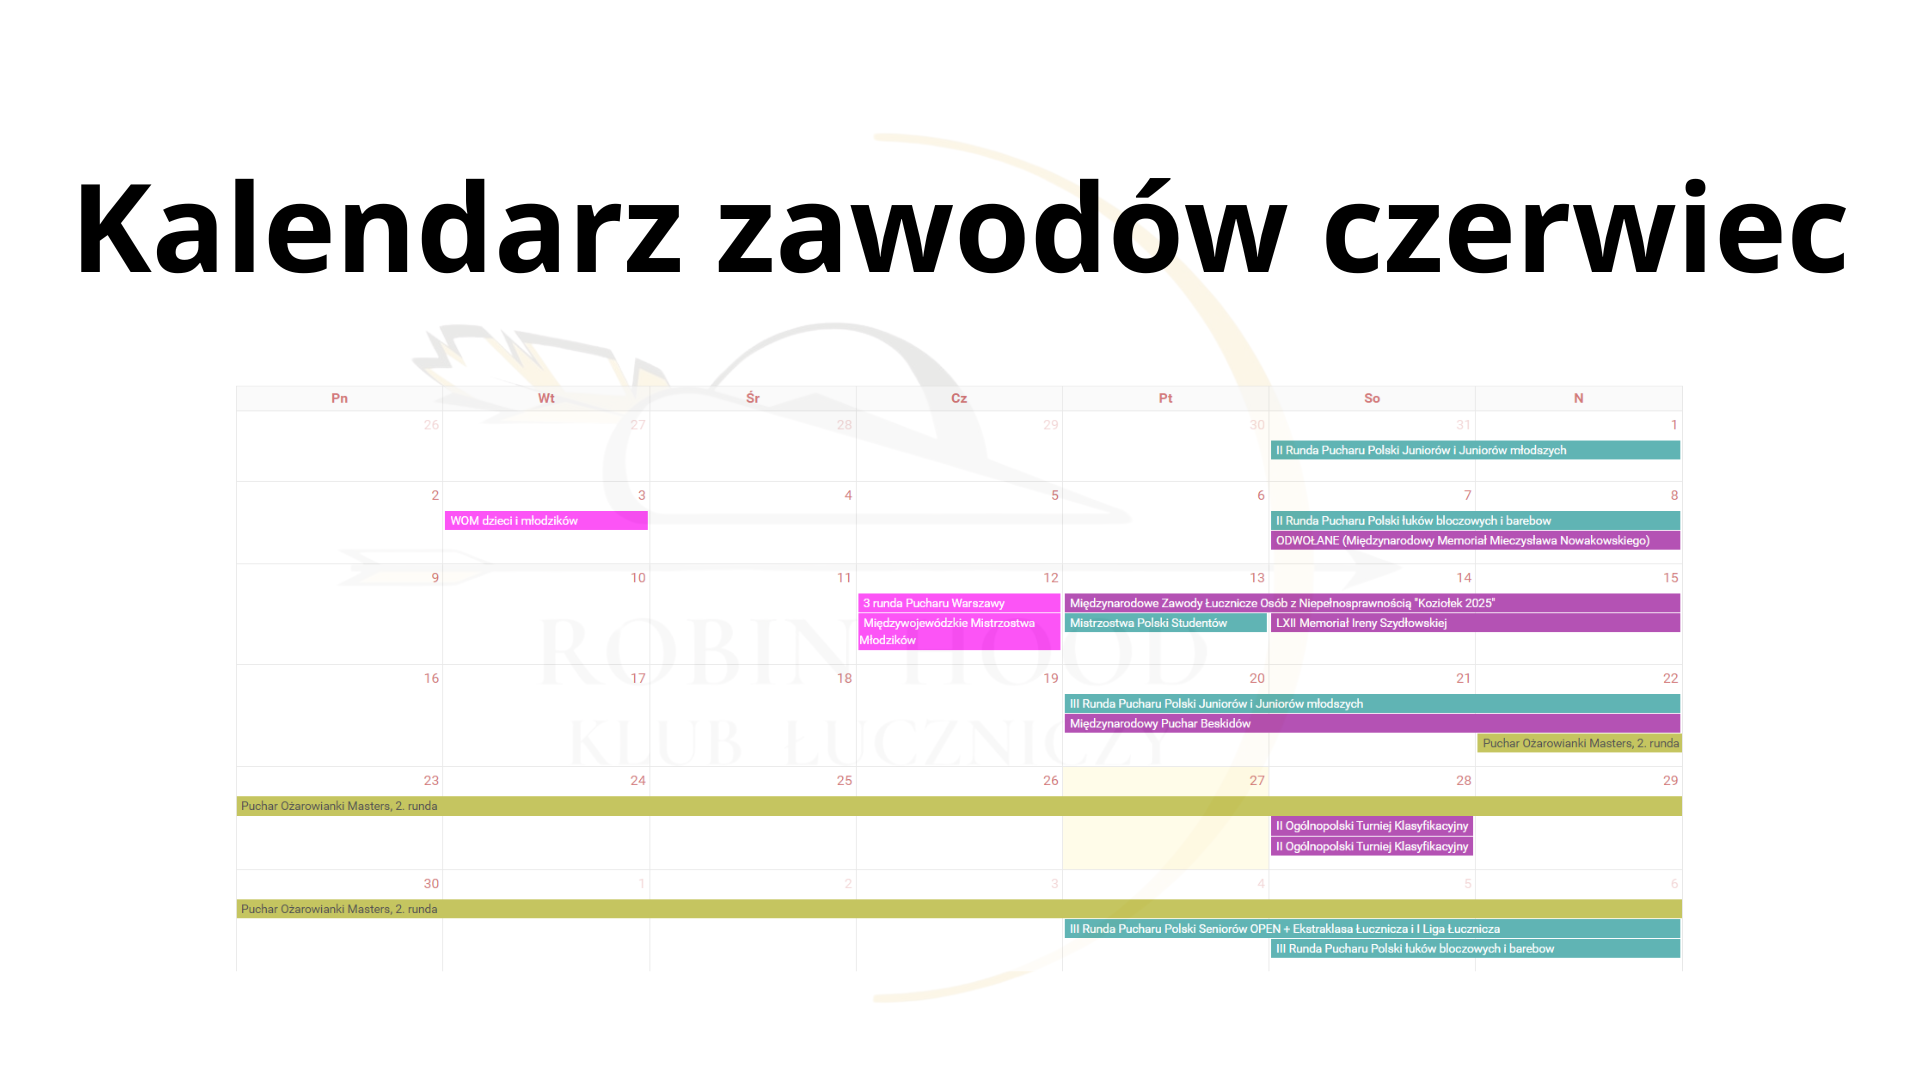 Kalendarz zawodów czerwiec
Pn Wt Śr Cz Pt So N
26 27 28 29 30 31 1
II Runda Pucharu Polski Juniorów i Juniorów młodszych
2 3 4 5 6 7 8
WOM dzieci i młodzików
II Runda Pucharu Polski łuków bloczowych i barebow
ODWOŁANE (Międzynarodowy Memoriał Mieczysława Nowakowskiego)
9 10 11 12 13 14 15
3 runda Pucharu Warszawy
Międzywojewódzkie Mistrzostwa
Młodzików
Międzynarodowe Zawody Łucznicze Osób z Niepełnosprawnością "Koziołek 2025"
Mistrzostwa Polski Studentów
LXII Memoriał Ireny Szydłowskiej
ROBIN HOOD
16 17 18 19 20 21 22
III Runda Pucharu Polski Juniorów i Juniorów młodszych
Międzynarodowy Puchar Beskidów
Puchar Ożarowianki Masters, 2. runda
KLUB ŁUCZNICZY
23 24 25 26 27 28 29
Puchar Ożarowianki Masters, 2. runda
II Ogólnopolski Turniej Klasyfikacyjny
II Ogólnopolski Turniej Klasyfikacyjny
30 1 2 3 4 5 6
Puchar Ożarowianki Masters, 2. runda
III Runda Pucharu Polski Seniorów OPEN + Ekstraklasa Łucznicza i I Liga Łucznicza
III Runda Pucharu Polski łuków bloczowych i barebow